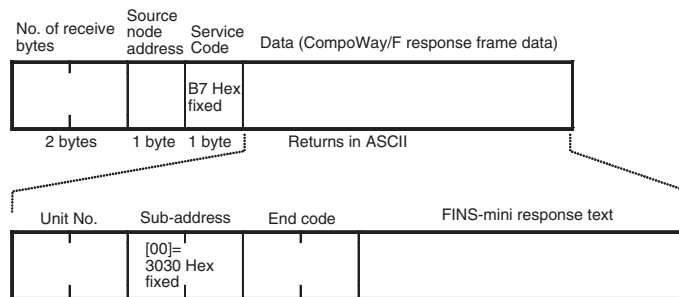 No. of receive bytes
Source node address
Service Code
Data (CompoWay/F response frame data)
B7 Hex fixed
2 bytes
1 byte
1 byte
Returns in ASCII
Unit No.
Sub-address
End code
FINS-mini response text
[00]=
3030 Hex
fixed